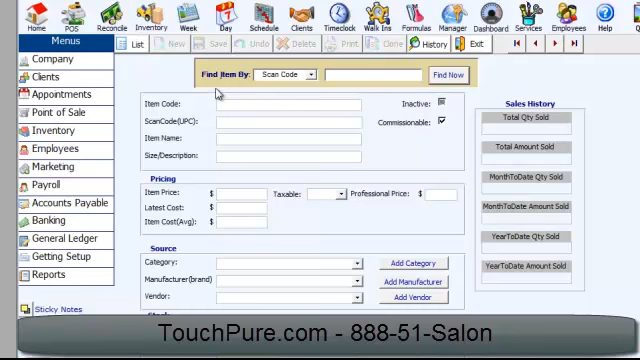 Home POS Reconcile Inventory Week Day Schedule Clients Timeclock Walk Ins Formulas Manager Dashboard Services Employees Help
Menus List New Save Undo Delete Print Clone History Exit
Company
Clients
Appointments
Point of Sale
Inventory
Employees
Marketing
Payroll
Accounts Payable
Banking
General Ledger
Getting Setup
Reports
Sticky Notes
Find Item By: Scan Code Find Now
Item Code: Inactive:
ScanCode(UPC): Commissionable:
Item Name:
Size/Description:
Pricing
Item Price: $ Taxable: Professional Price: $
Latest Cost: $
Item Cost(Avg): $
Source
Category: Add Category
Manufacturer(brand) Add Manufacturer
Vendor: Add Vendor
Sales History
Total Qty Sold
Total Amount Sold
MonthToDate Qty Sold
MonthToDate Amount Sold
YearToDate Qty Sold
YearToDate Amount Sold
TouchPure.com - 888-51-Salon